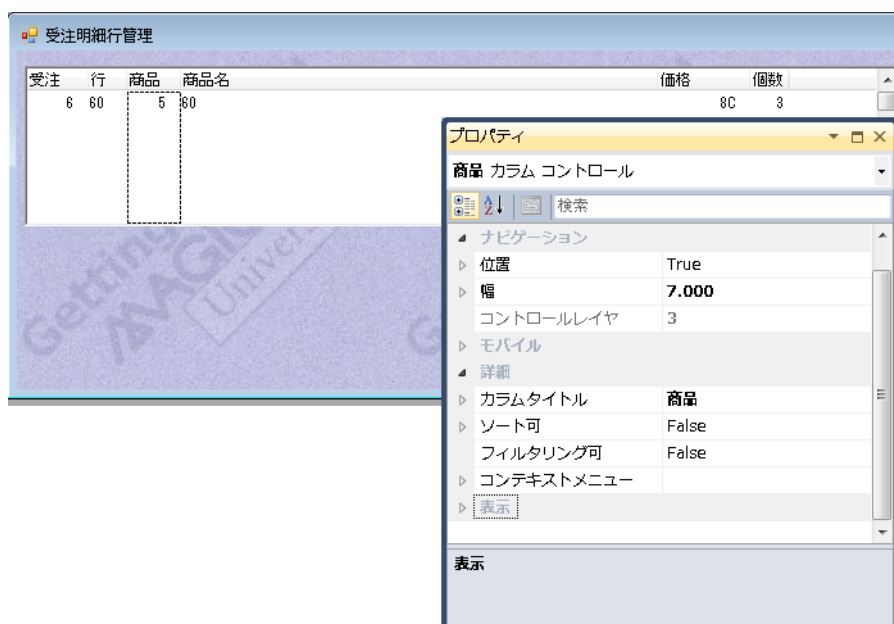 受注明細行管理
受注 行 商品 商品名 価格 個数
6 60 5 60 8C 3
プロパティ
商品 カラム コントロール
検索
ナビゲーション
位置 True
幅 7.000
コントロールレイヤ 3
モバイル
詳細
カラムタイトル 商品
ソート可 False
フィルタリング可 False
コンテキストメニュー
表示
表示
Getting
MAGIC
Univer
G